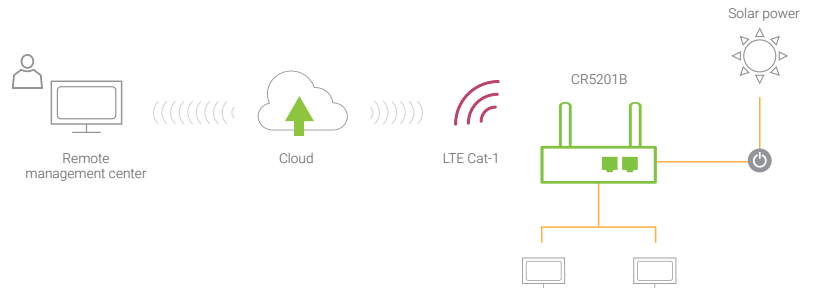 Solar power
CR5201B
Remote
management center
Cloud
LTE Cat-1